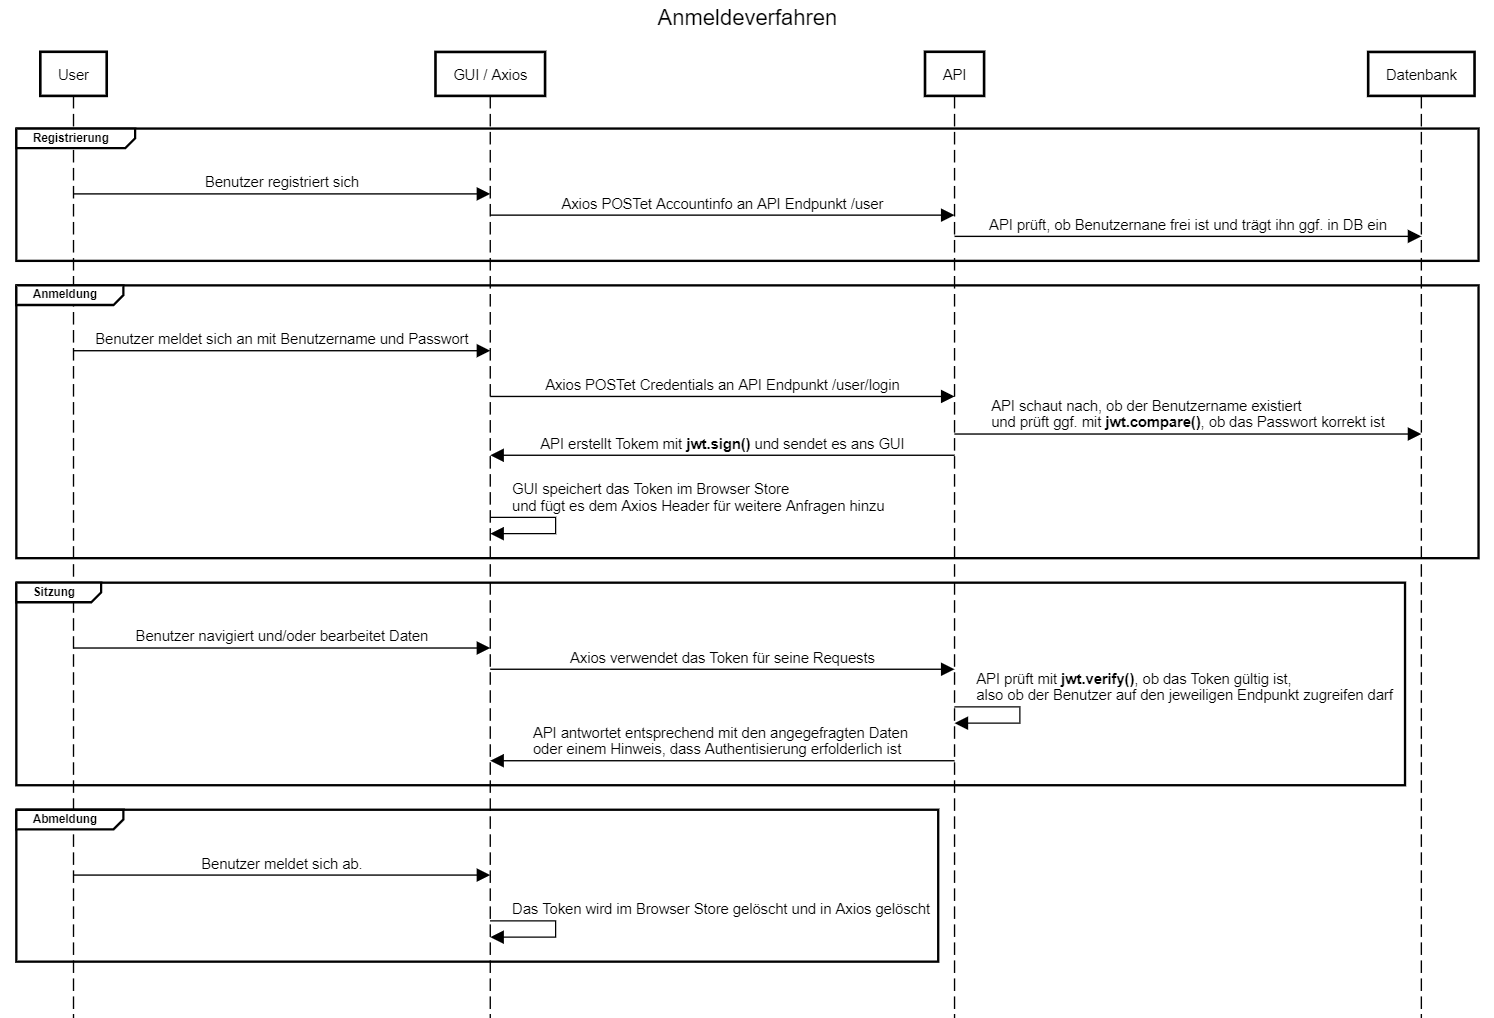 Anmeldeverfahren
User
GUI / Axios
API
Datenbank
Registrierung
Benutzer registriert sich
Axios POSTet Accountinfo an API Endpunkt /user
API prüft, ob Benutzernane frei ist und trägt ihn ggf. in DB ein
Anmeldung
Benutzer meldet sich an mit Benutzername und Passwort
Axios POSTet Credentials an API Endpunkt /user/login
API schaut nach, ob der Benutzername existiert
und prüft ggf. mit jwt.compare(), ob das Passwort korrekt ist
API erstellt Tokem mit jwt.sign() und sendet es ans GUI
GUI speichert das Token im Browser Store
und fügt es dem Axios Header für weitere Anfragen hinzu
Sitzung
Benutzer navigiert und/oder bearbeitet Daten
Axios verwendet das Token für seine Requests
API prüft mit jwt.verify(), ob das Token gültig ist,
also ob der Benutzer auf den jeweiligen Endpunkt zugreifen darf
API antwortet entsprechend mit den angegefragten Daten
oder einem Hinweis, dass Authentisierung erfolderlich ist
Abmeldung
Benutzer meldet sich ab.
Das Token wird im Browser Store gelöscht und in Axios gelöscht